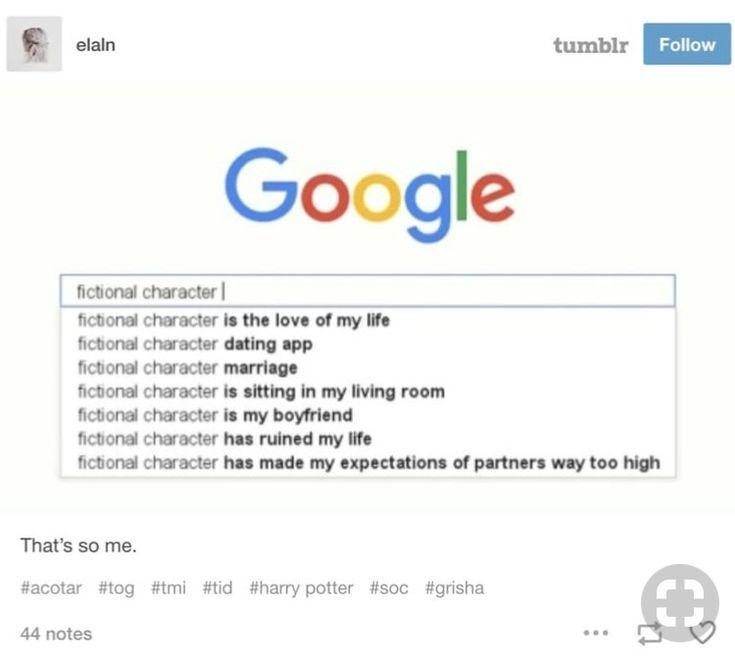 elaln
tumblr
Follow
Google
fictional character
fictional character is the love of my life
fictional character dating app
fictional character marriage
fictional character is sitting in my living room
fictional character is my boyfriend
fictional character has ruined my life
fictional character has made my expectations of partners way too high
That's so me.
#acotar #tog #tmi #tid #harry potter #soc #grisha
44 notes